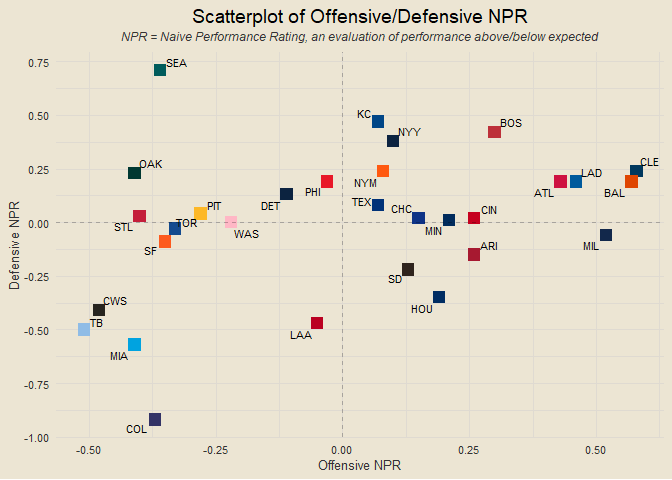 Scatterplot of Offensive/Defensive NPR
NPR = Naive Performance Rating, an evaluation of performance above/below expected
0.75
SEA
0.50
KC
BOS
NYY
0.25
OAK
CLE
LAD
NYM
PHI
ATL
BAL
DET
TEX
PIT
CHC
CIN
0.00
STL
TOR
WAS
MIN
MIL
SF
ARI
-0.25
SD
HOU
CWS
-0.50
TB
LAA
MIA
-0.75
COL
-1.00
-0.50
-0.25
0.00
0.25
0.50
Offensive NPR
Defensive NPR